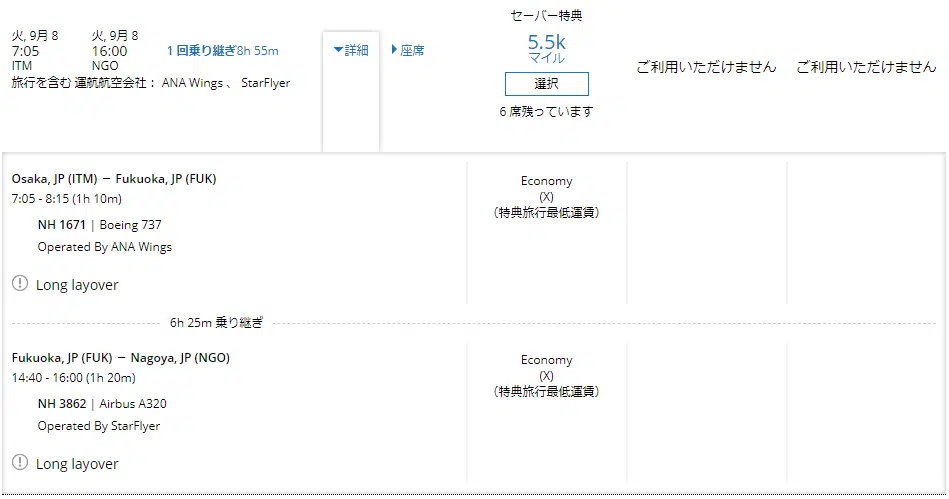 セーバー特典
火, 9月 8 火, 9月 8
7:05 16:00 1 回乗り継ぎ8h 55m 詳細 座席 5.5k
マイル
ITM NGO ご利用いただけません ご利用いただけません
旅行を含む 運航航空会社： ANA Wings 、 StarFlyer 選択
6 席残っています
Osaka, JP (ITM) – Fukuoka, JP (FUK) Economy
7:05 - 8:15 (1h 10m) (X)
(特典旅行最低運賃)
NH 1671 | Boeing 737
Operated By ANA Wings
Long layover
6h 25m 乗り継ぎ
Fukuoka, JP (FUK) – Nagoya, JP (NGO) Economy
14:40 - 16:00 (1h 20m) (X)
(特典旅行最低運賃)
NH 3862 | Airbus A320
Operated By StarFlyer
Long layover